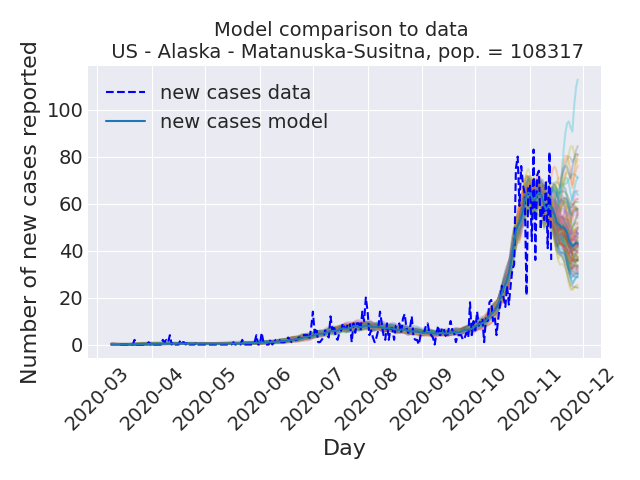 Model comparison to data
US - Alaska - Matanuska-Susitna, pop. = 108317
Number of new cases reported
100
80
60
40
20
0
new cases data
new cases model
2020-03
2020-04
2020-05
2020-06
2020-07
2020-08
2020-09
2020-10
2020-11
2020-12
Day